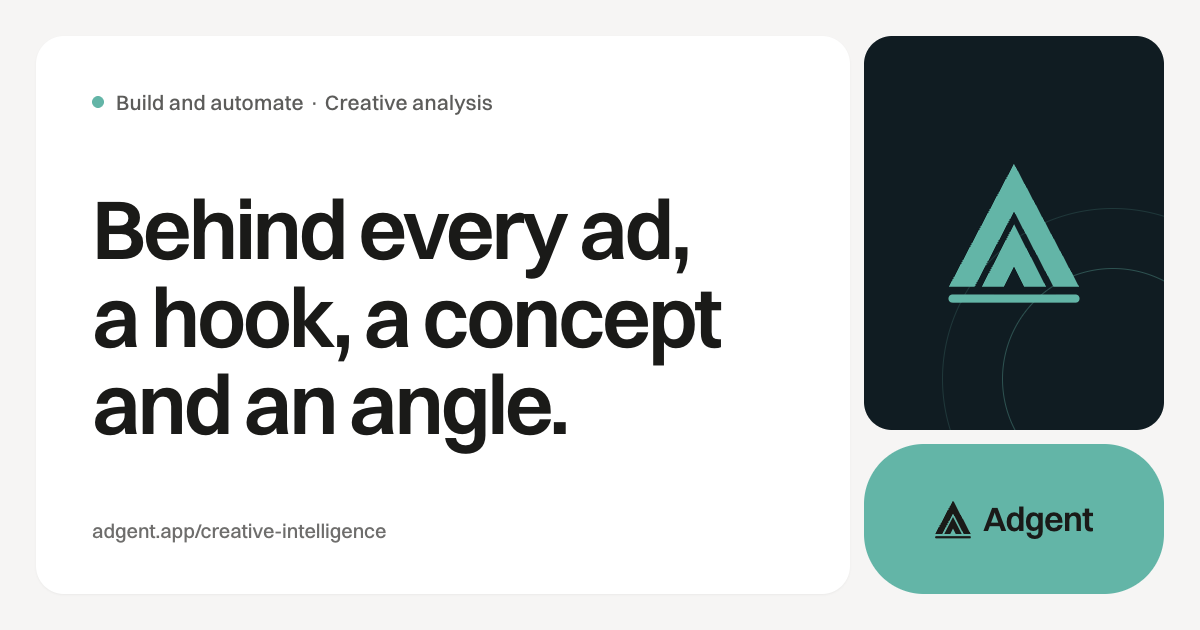 Build and automate · Creative analysis
Behind every ad,
a hook, a concept
and an angle.
adgent.app/creative-intelligence
Adgent